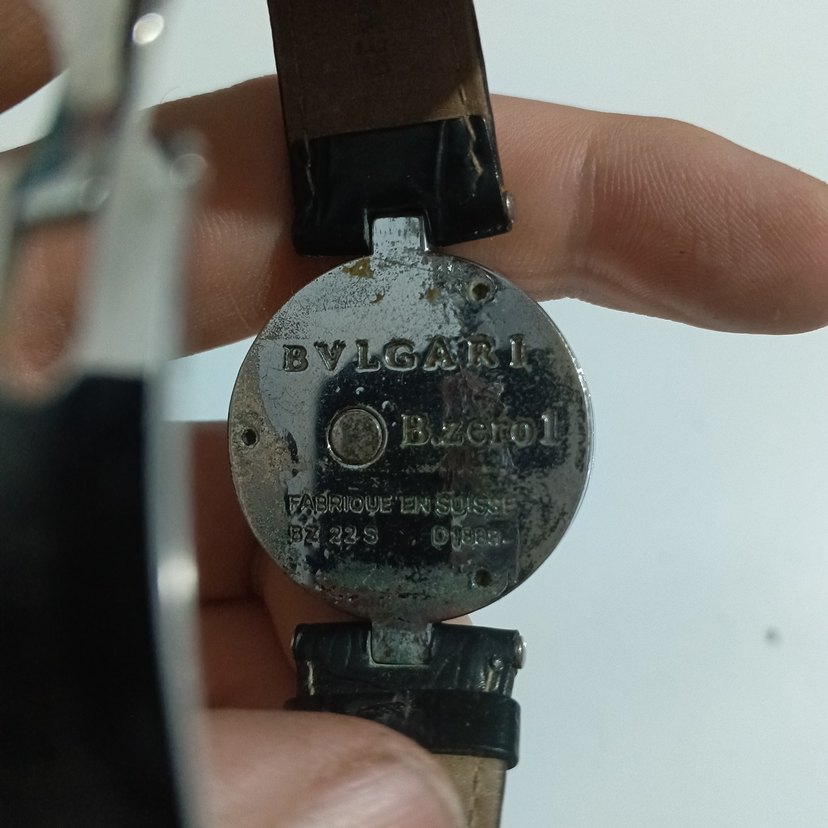 BVLGARI
B.zero1
FABRIQUE EN SUISSE
BZ 22 S